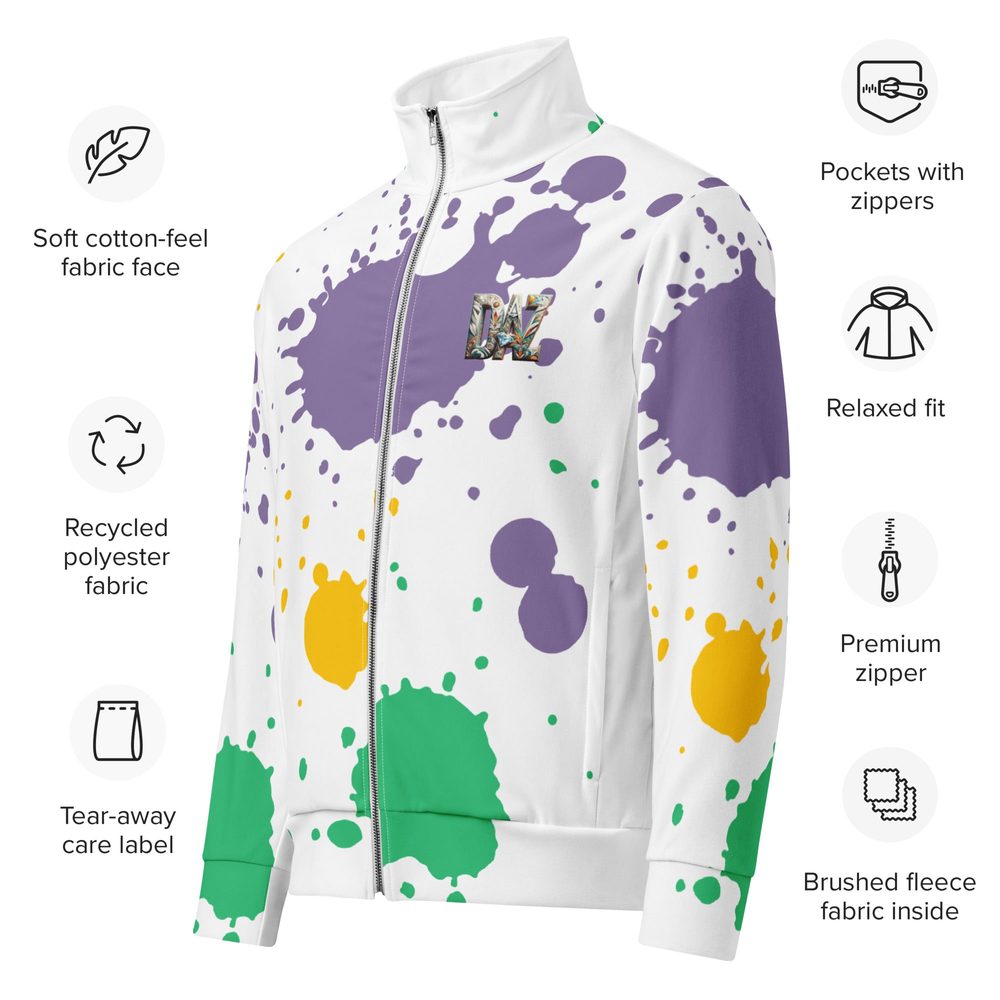 Soft cotton-feel
fabric face
Recycled
polyester
fabric
Tear-away
care label
DAZ
Pockets with
zippers
Relaxed fit
Premium
zipper
Brushed fleece
fabric inside